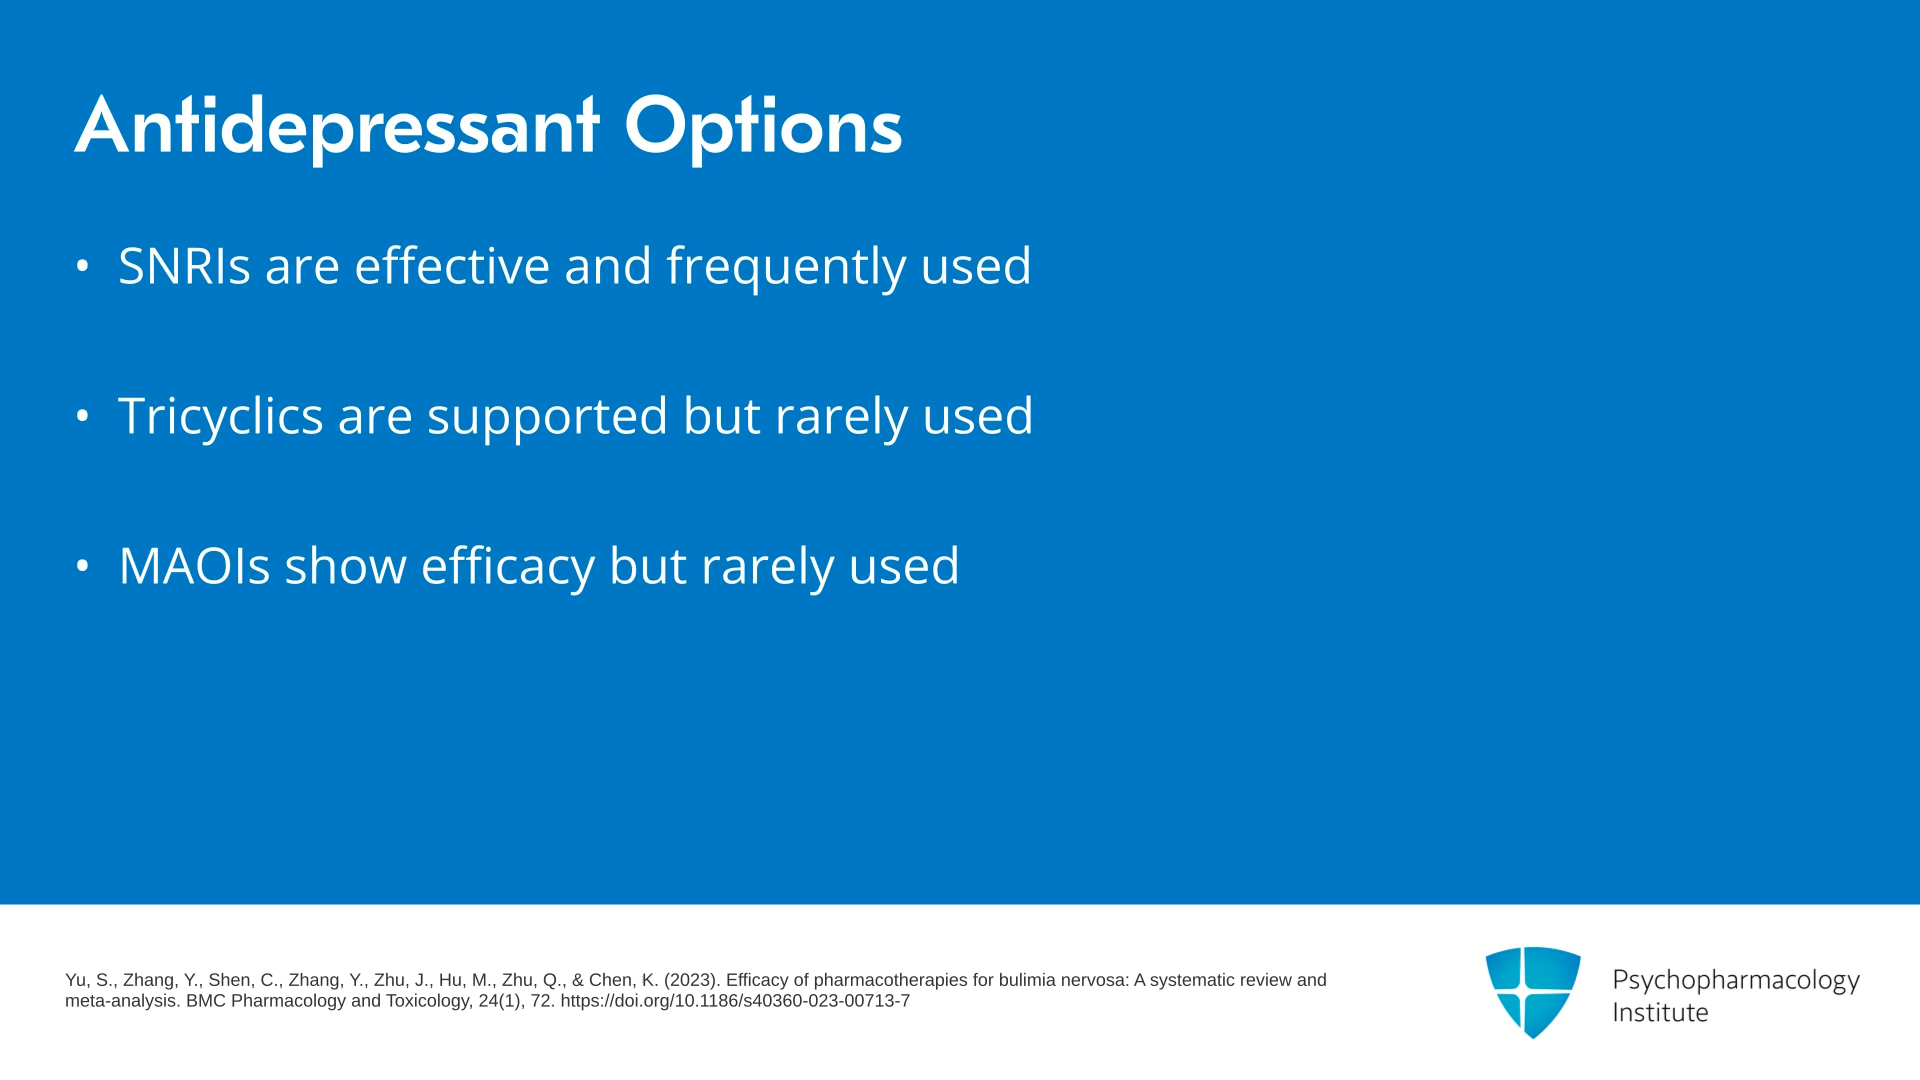 Antidepressant Options
• SNRIs are effective and frequently used
• Tricyclics are supported but rarely used
• MAOIs show efficacy but rarely used
Yu, S., Zhang, Y., Shen, C., Zhang, Y., Zhu, J., Hu, M., Zhu, Q., & Chen, K. (2023). Efficacy of pharmacotherapies for bulimia nervosa: A systematic review and
meta-analysis. BMC Pharmacology and Toxicology, 24(1), 72. https://doi.org/10.1186/s40360-023-00713-7
Psychopharmacology
Institute